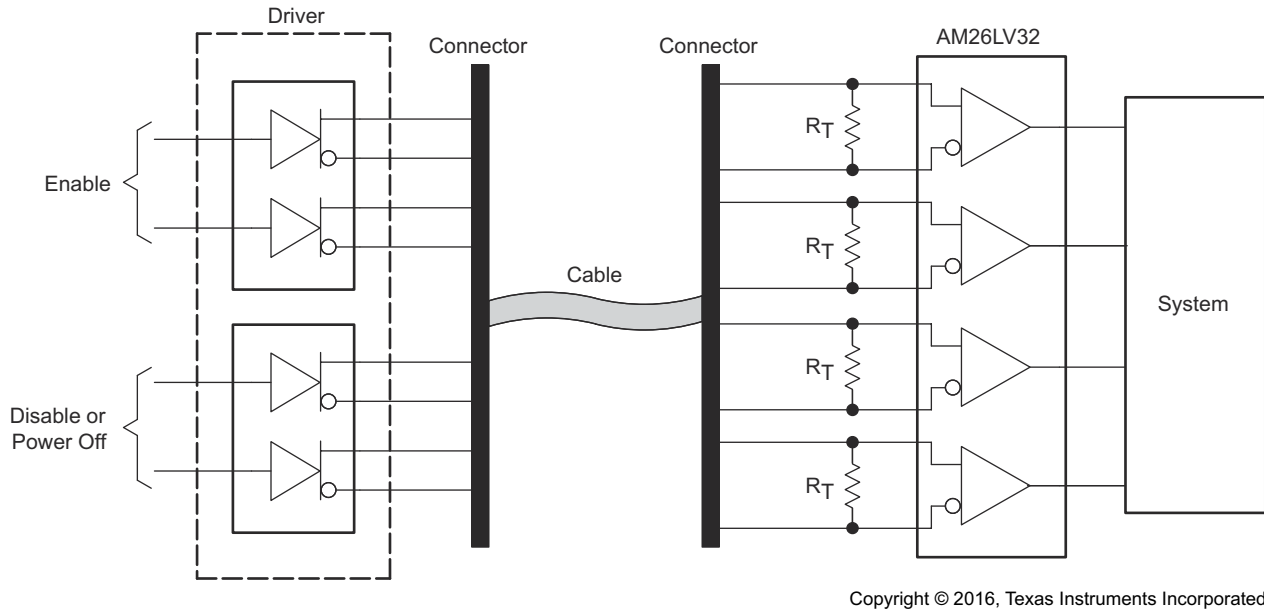 Driver
Connector
Connector
AM26LV32
Enable
Disable or
Power Off
Cable
RT
RT
RT
RT
System
Copyright © 2016, Texas Instruments Incorporated